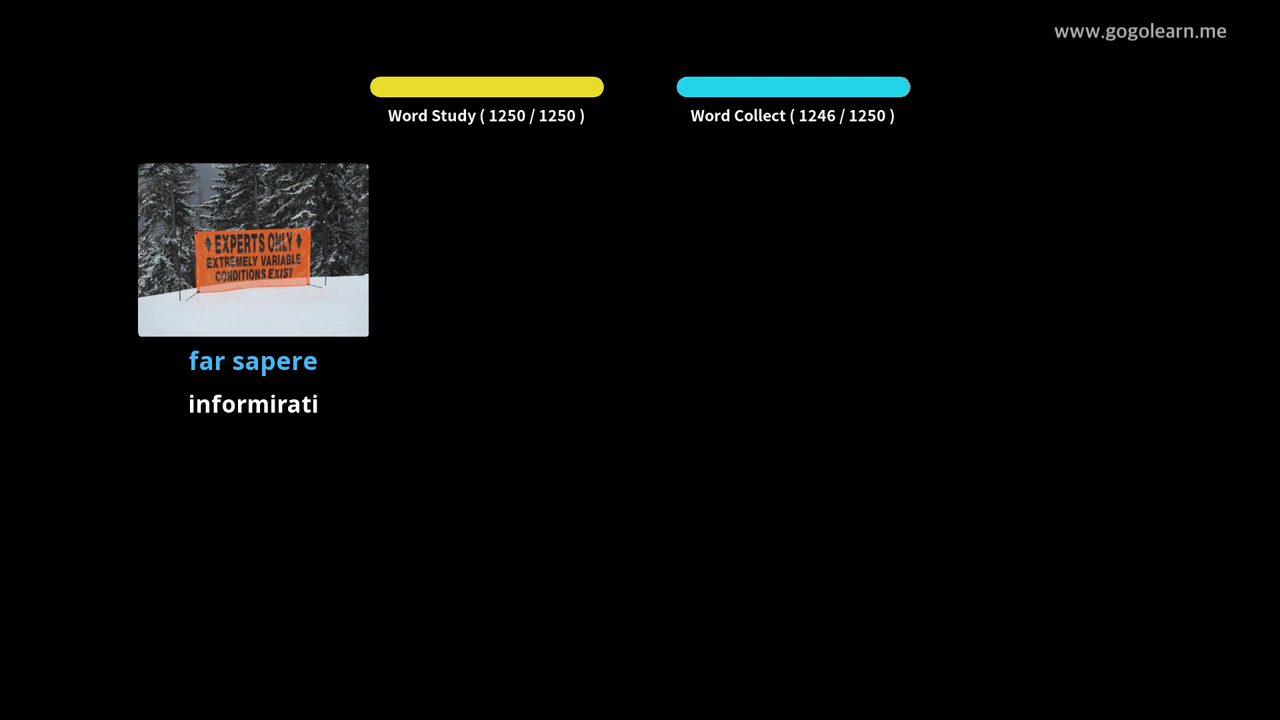 www.gogolearn.me
Word Study ( 1250 / 1250 )
Word Collect ( 1246 / 1250 )
EXPERTS ONLY
EXTREMELY VARIABLE
CONDITIONS EXIST
far sapere
informirati